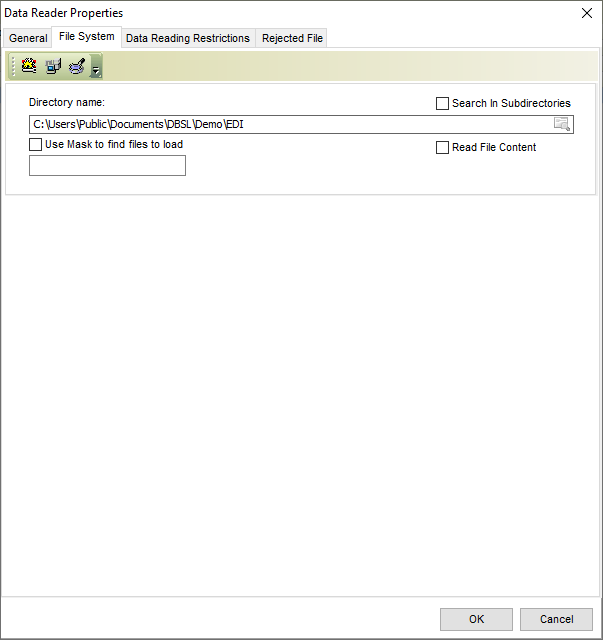 Data Reader Properties
General File System Data Reading Restrictions Rejected File
Directory name: Search In Subdirectories
C:\Users\Public\Documents\DBSL\Demo\EDI
Use Mask to find files to load
Read File Content
OK Cancel